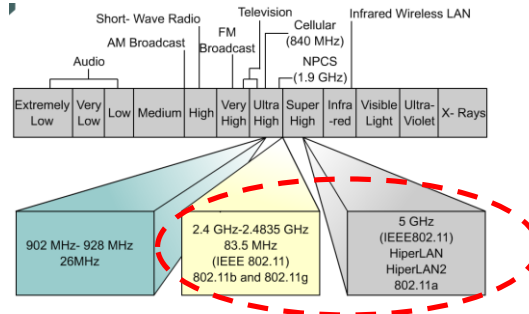 Short- Wave Radio
AM Broadcast
Audio
FM
Broadcast
Television
Cellular
(840 MHz)
NPCS
(1.9 GHz)
Infrared Wireless LAN
Extremely
Low
Very
Low
Low
Medium
High
Very
High
Ultra
High
Super
High
Infra
-red
Visible
Light
Ultra-
Violet
X- Rays
902 MHz- 928 MHz
26MHz
2.4 GHz-2.4835 GHz
83.5 MHz
(IEEE 802.11)
802.11b and 802.11g
5 GHz
(IEEE802.11)
HiperLAN
HiperLAN2
802.11a